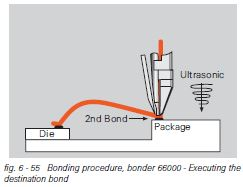 Ultrasonic
2nd Bond
Package
Die
fig. 6 - 55 Bonding procedure, bonder 66000 - Executing the
destination bond